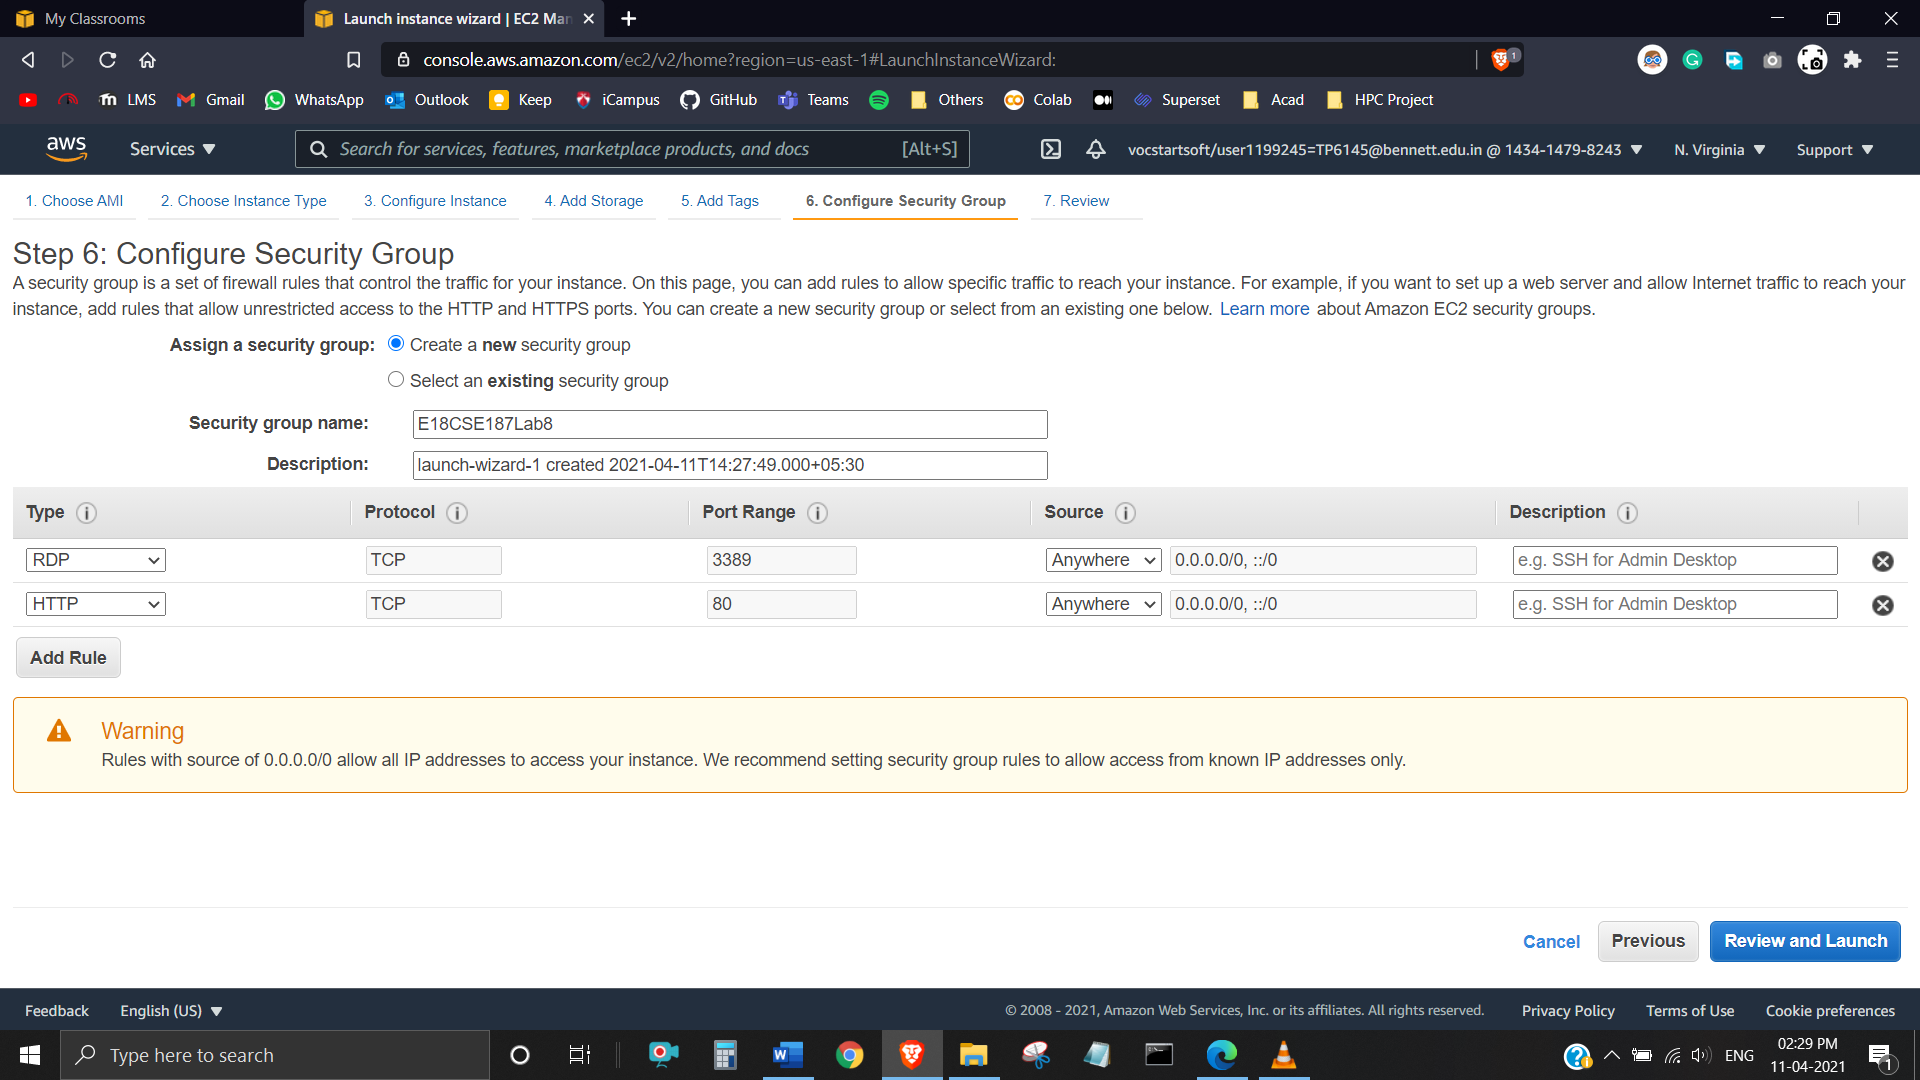 My Classrooms
Launch instance wizard | EC2 Man
console.aws.amazon.com/ec2/v2/home?region=us-east-1#LaunchInstanceWizard:
1
LMS Gmail WhatsApp Outlook Keep iCampus GitHub Teams Others Colab Superset Acad HPC Project
aws Services Search for services, features, marketplace products, and docs [Alt+S] vocstartsoft/user1199245=TP6145@bennett.edu.in @ 1434-1479-8243 N. Virginia Support
1. Choose AMI 2. Choose Instance Type 3. Configure Instance 4. Add Storage 5. Add Tags 6. Configure Security Group 7. Review
Step 6: Configure Security Group
A security group is a set of firewall rules that control the traffic for your instance. On this page, you can add rules to allow specific traffic to reach your instance. For example, if you want to set up a web server and allow Internet traffic to reach your
instance, add rules that allow unrestricted access to the HTTP and HTTPS ports. You can create a new security group or select from an existing one below. Learn more about Amazon EC2 security groups.
Assign a security group: Create a new security group
Select an existing security group
Security group name: E18CSE187Lab8
Description: launch-wizard-1 created 2021-04-11T14:27:49.000+05:30
Type Protocol Port Range Source Description
RDP TCP 3389 Anywhere 0.0.0.0/0, ::/0 e.g. SSH for Admin Desktop
HTTP TCP 80 Anywhere 0.0.0.0/0, ::/0 e.g. SSH for Admin Desktop
Add Rule
Warning
Rules with source of 0.0.0.0/0 allow all IP addresses to access your instance. We recommend setting security group rules to allow access from known IP addresses only.
Cancel Previous Review and Launch
Feedback English (US) © 2008 - 2021, Amazon Web Services, Inc. or its affiliates. All rights reserved. Privacy Policy Terms of Use Cookie preferences
Type here to search
ENG
02:29 PM
11-04-2021
1